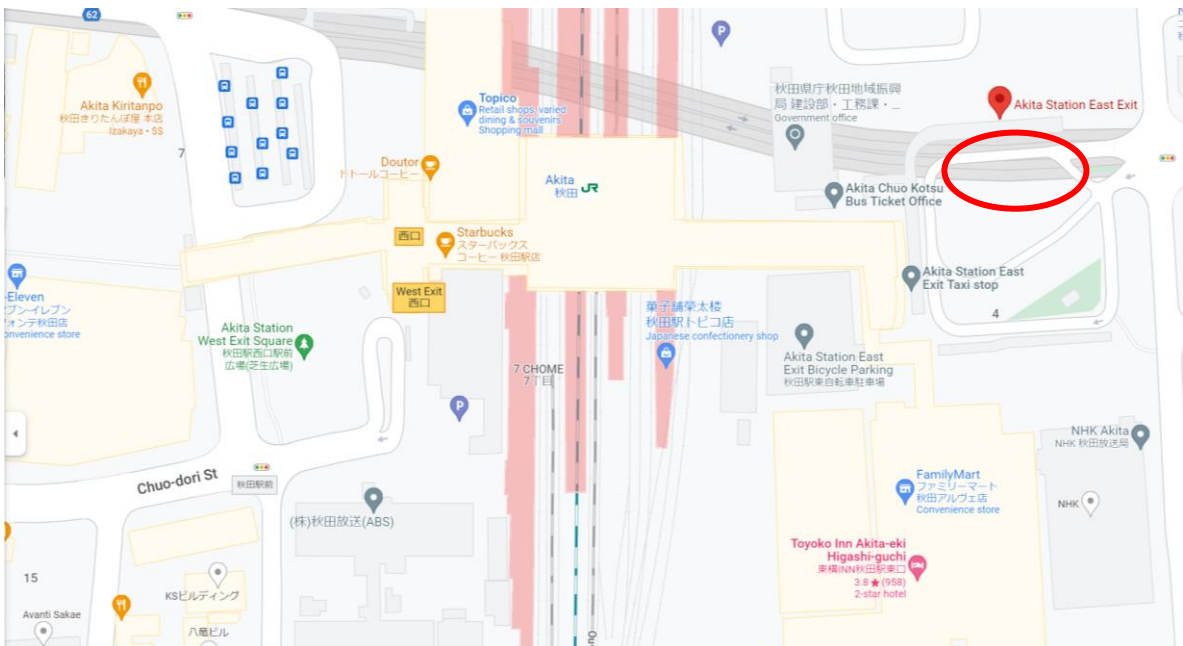 62
Akita Kiritanpo
秋田きりたんぽ屋 本店
Izakaya・$$
7
Topico
Retail shops, varied
dining & souvenirs
Shopping mall
P
秋田県庁秋田地域振興
局 建設部・工務課・...
Government office
Akita Station East Exit
Doutor
ドトールコーヒー
Akita
秋田
JR
Akita Chuo Kotsu
Bus Ticket Office
西口
Starbucks
スターバックス
コーヒー 秋田駅店
West Exit
西口
Akita Station East
Exit Taxi stop
4
-Eleven
ブン-イレブン
フォンテ秋田店
onvenience store
Akita Station
West Exit Square
秋田駅西口駅前
広場(芝生広場)
菓子舗榮太楼
秋田駅トピコ店
Japanese confectionery shop
Akita Station East
Exit Bicycle Parking
秋田駅東自転車駐車場
7 CHOME
7丁目
P
NHK Akita
NHK 秋田放送局
Chuo-dori St
秋田駅前
FamilyMart
ファミリーマート
秋田アルヴェ店
Convenience store
NHK
(株)秋田放送(ABS)
Toyoko Inn Akita-eki
Higashi-guchi
東横INN秋田駅東口
3.8★(958)
2-star hotel
15
KSビルディング
Avanti Sakae
八竜ビル
Ou